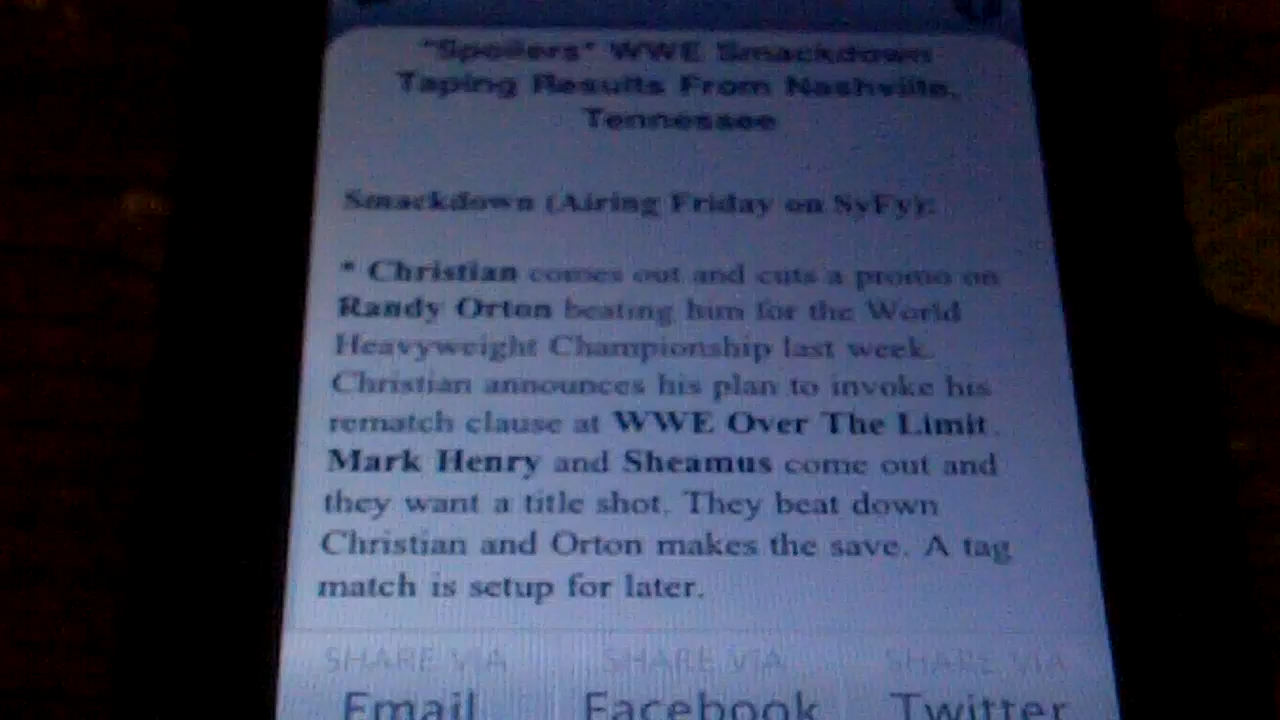 "Spoilers" WWE Smackdown
Taping Results From Nashville,
Tennessee
Smackdown (Airing Friday on SyFy):
* Christian comes out and cuts a promo on
Randy Orton beating him for the World
Heavyweight Championship last week.
Christian announces his plan to invoke his
rematch clause at WWE Over The Limit.
Mark Henry and Sheamus come out and
they want a title shot. They beat down
Christian and Orton makes the save. A tag
match is setup for later.
SHARE VIA SHARE VIA SHARE VIA
Email Facebook Twitter